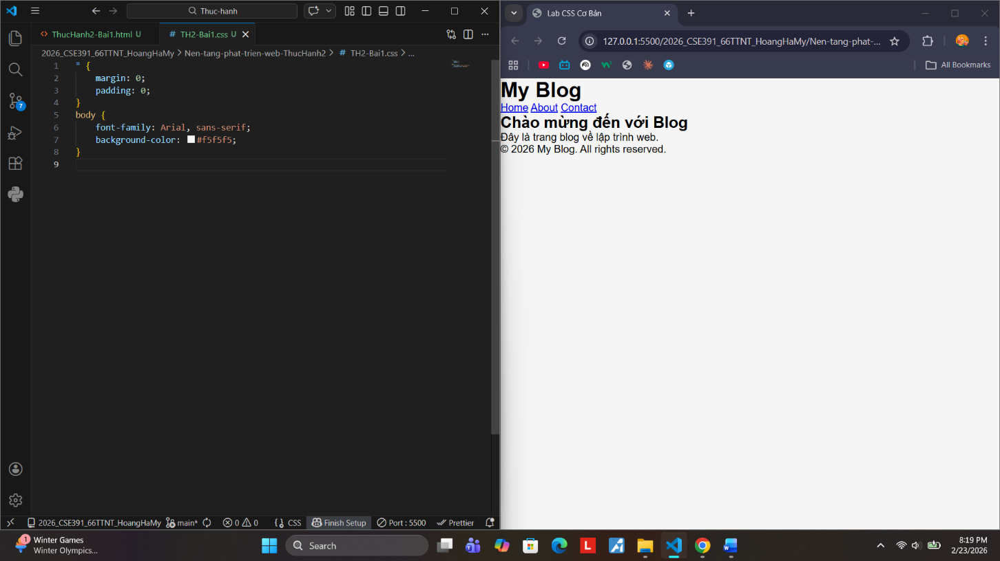 Thuc-hanh
ThucHanh2-Bai1.html U
# TH2-Bai1.css U
2026_CSE391_66TTNT_HoangHaMy > Nen-tang-phat-trien-web-ThucHanh2 > # TH2-Bai1.css > ...
1 * {
2 margin: 0;
3 padding: 0;
4 }
5 body {
6 font-family: Arial, sans-serif;
7 background-color: #f5f5f5;
8 }
9
7
2026_CSE391_66TTNT_HoangHaMy main* 0 0 { } CSS Finish Setup Port : 5500 Prettier
Lab CSS Cơ Bản
127.0.0.1:5500/2026_CSE391_66TTNT_HoangHaMy/Nen-tang-phat-...
All Bookmarks
My Blog
Home About Contact
Chào mừng đến với Blog
Đây là trang blog về lập trình web.
© 2026 My Blog. All rights reserved.
1
Winter Games
Winter Olympics...
Search
L
8:19 PM
2/23/2026